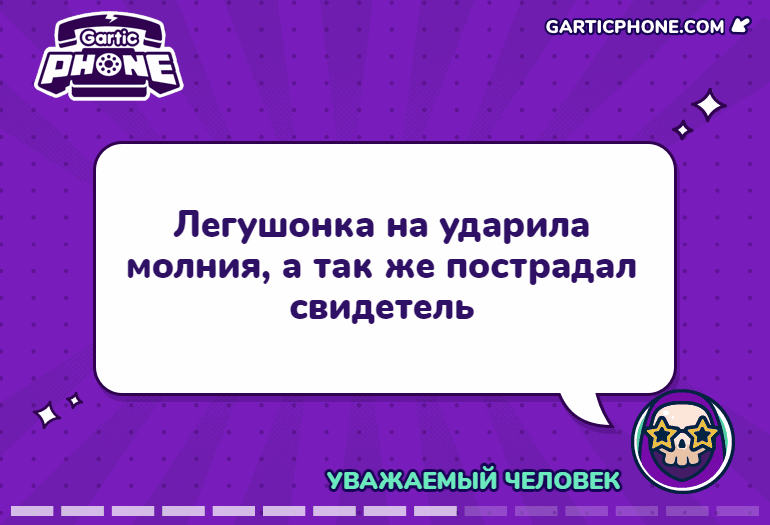 Gartic
PHONE
GARTICPHONE.COM
Легушонка на ударила
молния, а так же пострадал
свидетель
УВАЖАЕМЫЙ ЧЕЛОВЕК